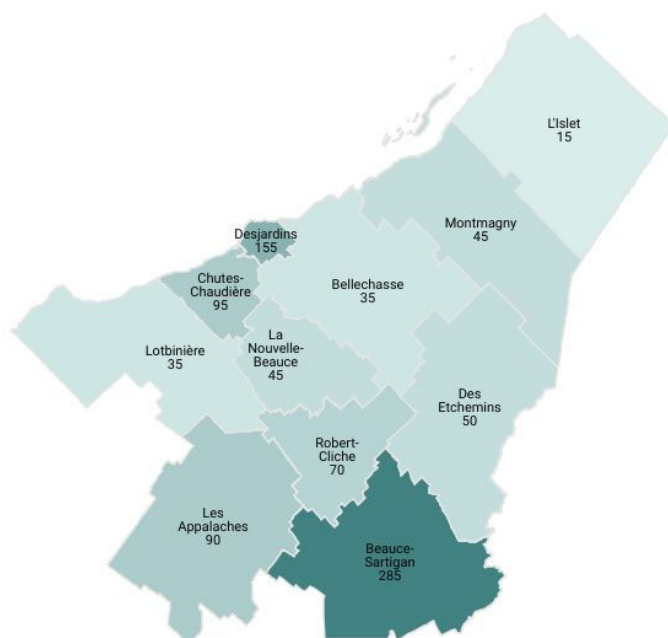 L'Islet
15
Montmagny
45
Desjardins
155
Chutes-
Chaudière
95
Bellechasse
35
Lotbinière
35
La
Nouvelle-
Beauce
45
Des
Etchemins
50
Robert-
Cliche
70
Les
Appalaches
90
Beauce-
Sartigan
285